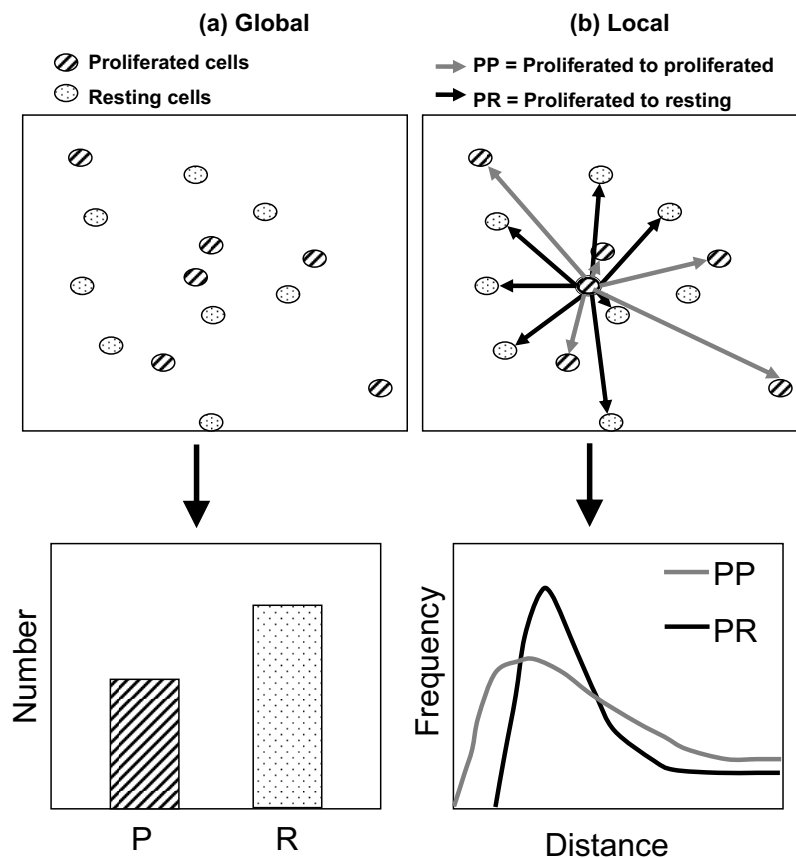 (a) Global
Proliferated cells
Resting cells
(b) Local
PP = Proliferated to proliferated
PR = Proliferated to resting
Number
P
R
Frequency
PP
PR
Distance